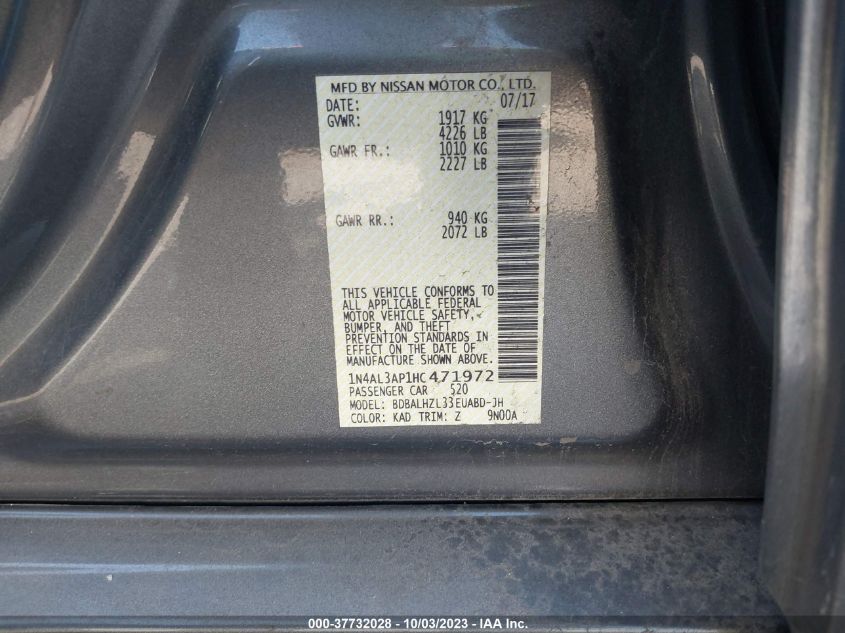 MFD BY NISSAN MOTOR CO., LTD.
DATE: 07/17
GVWR: 1917 KG
4226 LB
GAWR FR.: 1010 KG
2227 LB
GAWR RR.: 940 KG
2072 LB
THIS VEHICLE CONFORMS TO
ALL APPLICABLE FEDERAL
MOTOR VEHICLE SAFETY,
BUMPER, AND THEFT
PREVENTION STANDARDS IN
EFFECT ON THE DATE OF
MANUFACTURE SHOWN ABOVE.
1N4AL3AP1HC471972
PASSENGER CAR 520
MODEL: BDBALHZL33EUABD-JH
COLOR: KAD TRIM: Z 9N00A
000-37732028 - 10/03/2023 - IAA Inc.